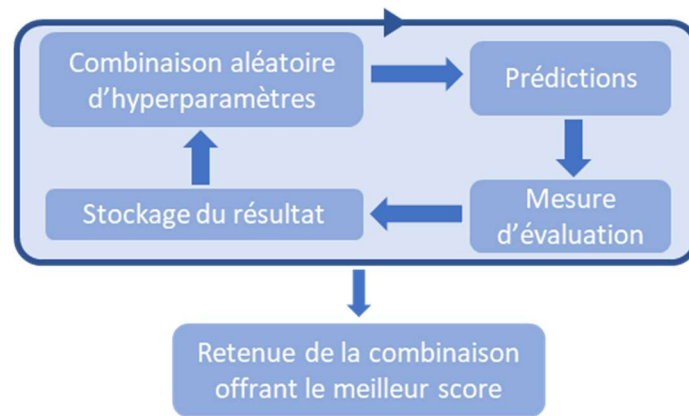 Combinaison aléatoire
d'hyperparamètres
Prédictions
Mesure
d'évaluation
Stockage du résultat
Retenue de la combinaison
offrant le meilleur score